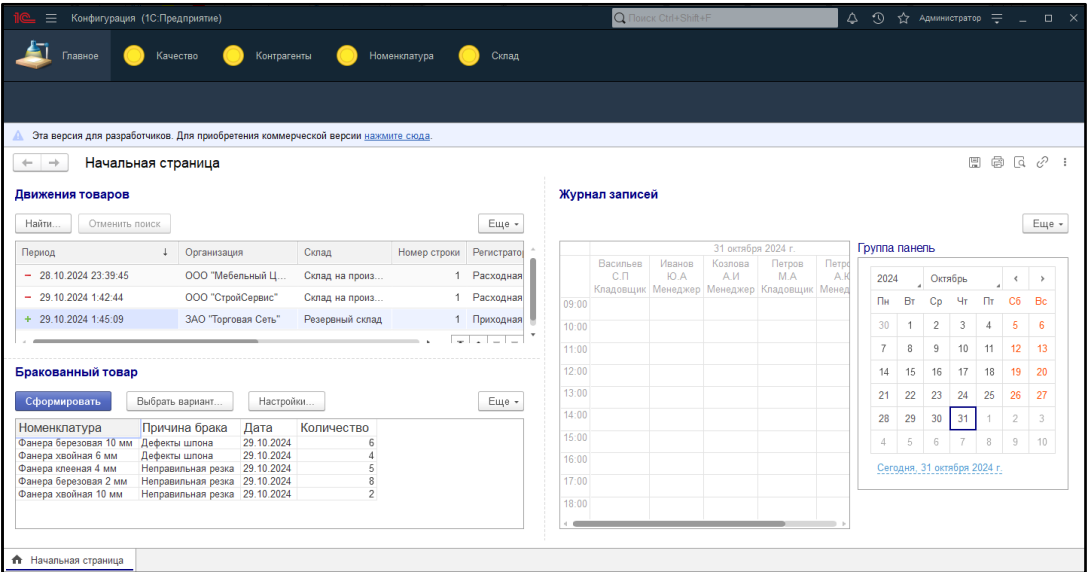 1С Конфигурация (1С:Предприятие) Поиск Ctrl+Shift+F Администратор
Главное Качество Контрагенты Номенклатура Склад
Эта версия для разработчиков. Для приобретения коммерческой версии нажмите сюда.
Начальная страница
Движения товаров
Найти... Отменить поиск Еще
Период Организация Склад Номер строки Регистратор
28.10.2024 23:39:45 ООО "Мебельный Ц... Склад на произ... 1 Расходная
29.10.2024 1:42:44 ООО "СтройСервис" Склад на произ... 1 Расходная
29.10.2024 1:45:09 ЗАО "Торговая Сеть" Резервный склад 1 Приходная
Бракованный товар
Сформировать Выбрать вариант... Настройки... Еще
Номенклатура Причина брака Дата Количество
Фанера березовая 10 мм Дефекты шпона 29.10.2024 6
Фанера хвойная 6 мм Дефекты шпона 29.10.2024 4
Фанера клееная 4 мм Неправильная резка 29.10.2024 5
Фанера березовая 2 мм Неправильная резка 29.10.2024 8
Фанера хвойная 10 мм Неправильная резка 29.10.2024 2
Журнал записей
Еще
31 октября 2024 г.
Васильев Иванов Козлова Петров Петро
С.П Ю.А А.И М.А А.К
Кладовщик Менеджер Менеджер Кладовщик Менед
09:00
10:00
11:00
12:00
13:00
14:00
15:00
16:00
17:00
18:00
Группа панель
2024 Октябрь
Пн Вт Ср Чт Пт Сб Вс
30 1 2 3 4 5 6
7 8 9 10 11 12 13
14 15 16 17 18 19 20
21 22 23 24 25 26 27
28 29 30 31 1 2 3
4 5 6 7 8 9 10
Сегодня, 31 октября 2024 г.
Начальная страница